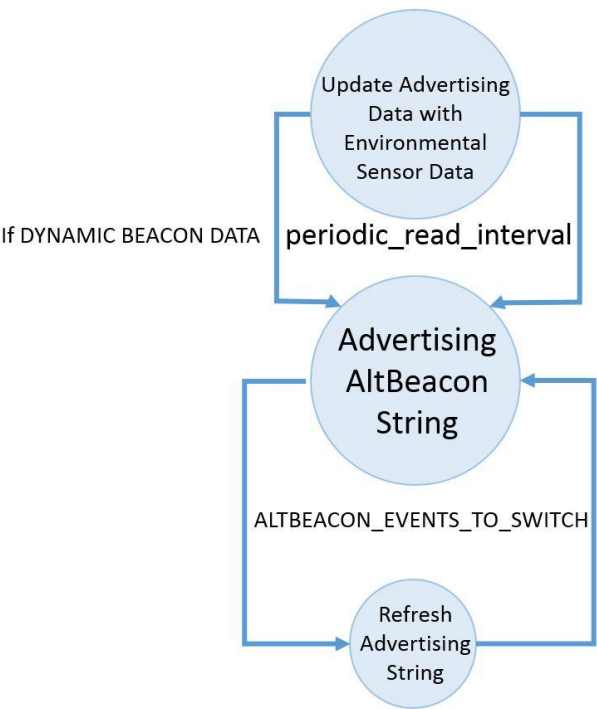 Update Advertising
Data with
Environmental
Sensor Data
If DYNAMIC BEACON DATA
periodic_read_interval
Advertising
AltBeacon
String
ALTBEACON_EVENTS_TO_SWITCH
Refresh
Advertising
String